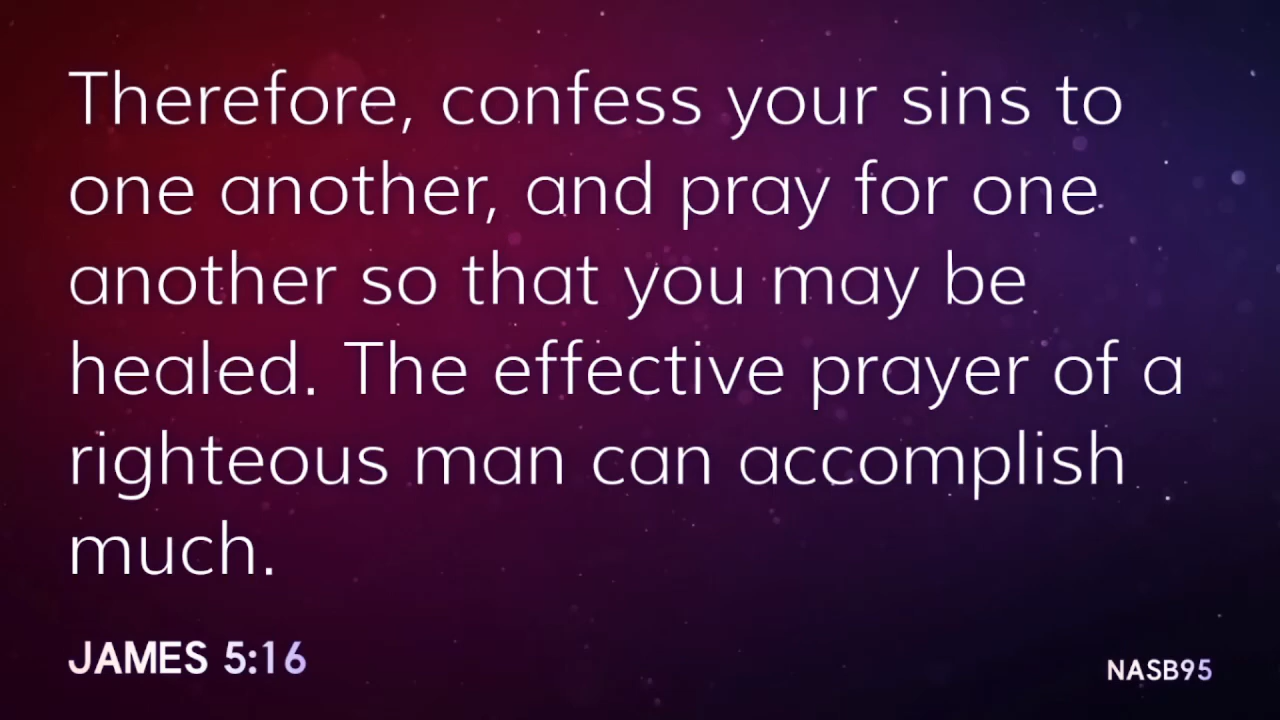 Therefore, confess your sins to
one another, and pray for one
another so that you may be
healed. The effective prayer of a
righteous man can accomplish
much.
JAMES 5:16
NASB95